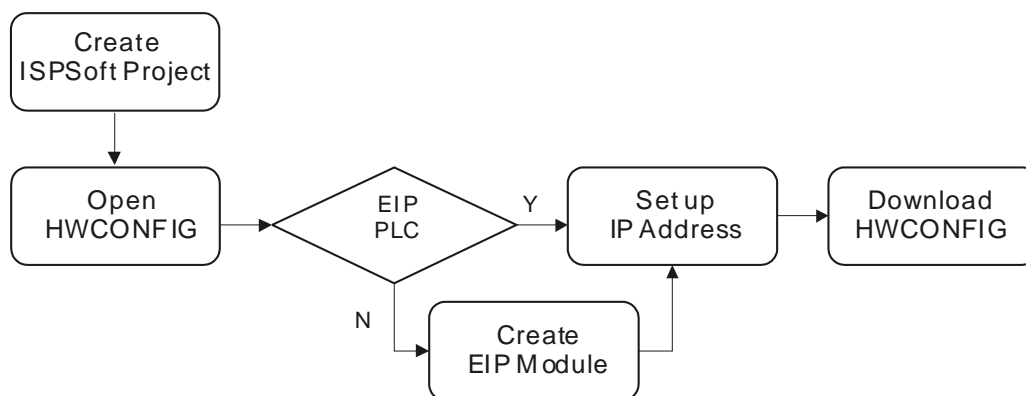 Create
ISPSoft Project
Open
HWCONFIG
EIP
PLC
Y
Set up
IP Address
Download
HWCONFIG
N
Create
EIP Module